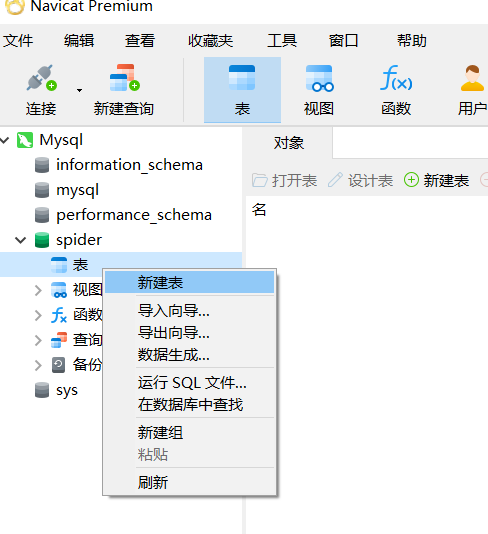 Navicat Premium
文件 编辑 查看 收藏夹 工具 窗口 帮助
连接 新建查询 表 视图 函数 用户
Mysql
information_schema
mysql
performance_schema
spider
表
视图
函数
查询
备份
sys
对象
打开表 设计表 新建表
名
新建表
导入向导...
导出向导...
数据生成...
运行 SQL 文件...
在数据库中查找
新建组
粘贴
刷新